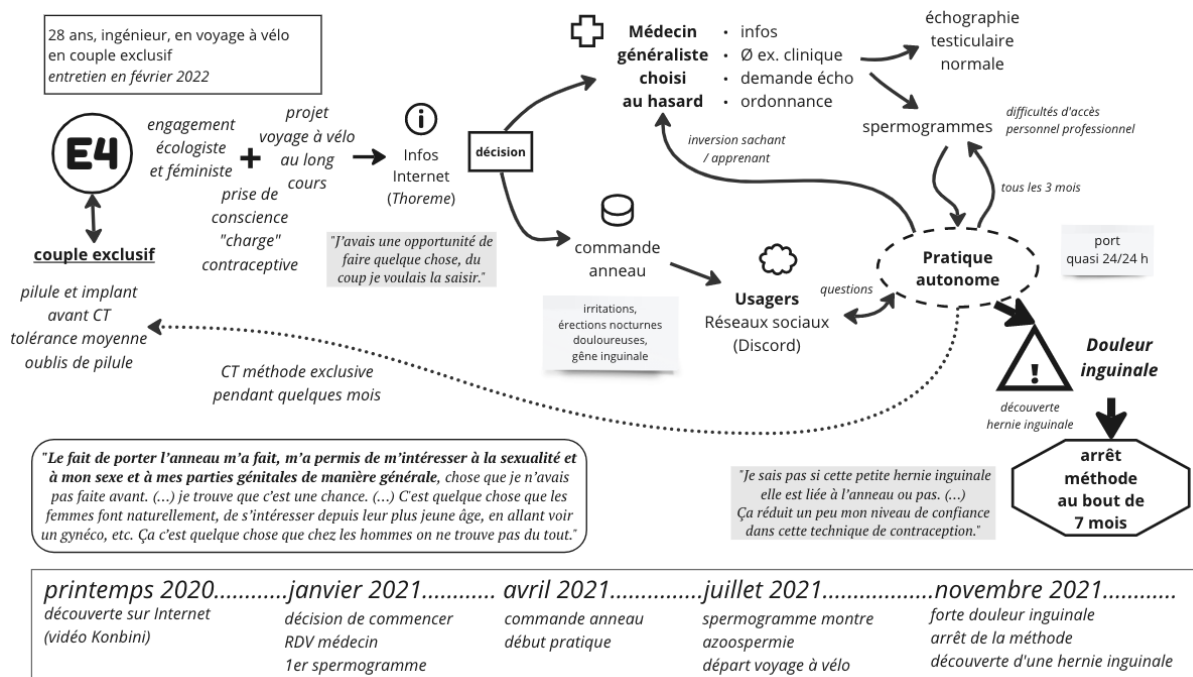 28 ans, ingénieur, en voyage à vélo
en couple exclusif
entretien en février 2022
E4
engagement
écologiste
et féministe
+
projet
voyage à vélo
au long
cours
prise de
conscience
"charge"
contraceptive
i
Infos
Internet
(Thoreme)
décision
"J'avais une opportunité de
faire quelque chose, du
coup je voulais la saisir."
couple exclusif
pilule et implant
avant CT
tolérance moyenne
oublis de pilule
CT méthode exclusive
pendant quelques mois
Médecin
généraliste
choisi
au hasard
· infos
· Ø ex. clinique
· demande écho
· ordonnance
échographie
testiculaire
normale
spermogrammes
difficultés d'accès
personnel professionnel
inversion sachant
/ apprenant
tous les 3 mois
commande
anneau
irritations,
érections nocturnes
douloureuses,
gêne inguinale
Usagers
Réseaux sociaux
(Discord)
questions
Pratique
autonome
port
quasi 24/24 h
!
Douleur
inguinale
découverte
hernie inguinale
arrêt
méthode
au bout de
7 mois
"Le fait de porter l'anneau m'a fait, m'a permis de m'intéresser à la sexualité et
à mon sexe et à mes parties génitales de manière générale, chose que je n'avais
pas faite avant. (…) je trouve que c'est une chance. (…) C'est quelque chose que les
femmes font naturellement, de s'intéresser depuis leur plus jeune âge, en allant voir
un gynéco, etc. Ça c'est quelque chose que chez les hommes on ne trouve pas du tout."
"Je sais pas si cette petite hernie inguinale
elle est liée à l'anneau ou pas. (…)
Ça réduit un peu mon niveau de confiance
dans cette technique de contraception."
printemps 2020............janvier 2021............avril 2021...............juillet 2021..............novembre 2021............
découverte sur Internet
(vidéo Konbini)
décision de commencer
RDV médecin
1er spermogramme
commande anneau
début pratique
spermogramme montre
azoospermie
départ voyage à vélo
forte douleur inguinale
arrêt de la méthode
découverte d'une hernie inguinale